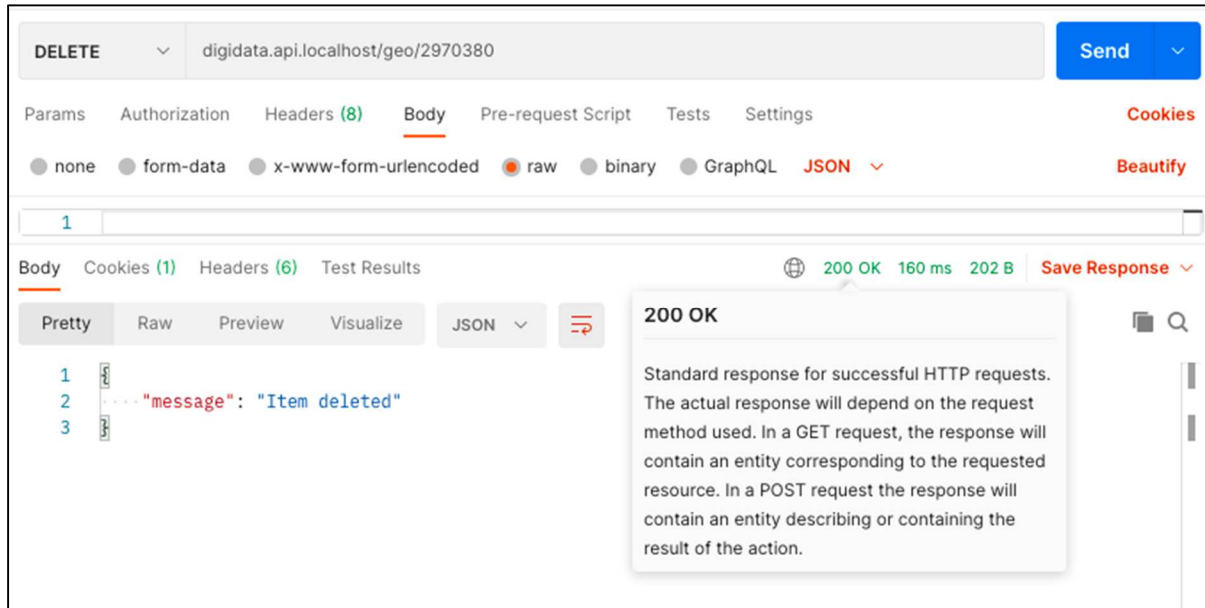 DELETE digidata.api.localhost/geo/2970380 Send
Params Authorization Headers (8) Body Pre-request Script Tests Settings Cookies
none form-data x-www-form-urlencoded raw binary GraphQL JSON Beautify
1
Body Cookies (1) Headers (6) Test Results 200 OK 160 ms 202 B Save Response
Pretty Raw Preview Visualize JSON
1 {
2 "message": "Item deleted"
3 }
200 OK
Standard response for successful HTTP requests.
The actual response will depend on the request
method used. In a GET request, the response will
contain an entity corresponding to the requested
resource. In a POST request the response will
contain an entity describing or containing the
result of the action.